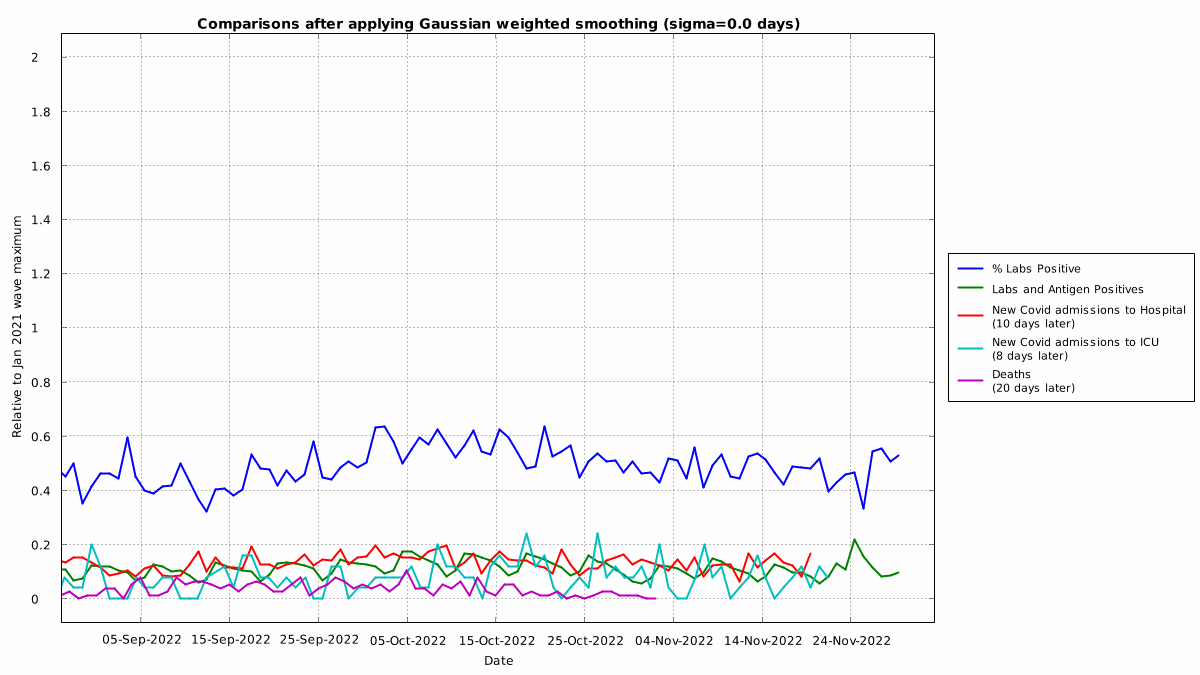 Comparisons after applying Gaussian weighted smoothing (sigma=0.0 days)
2
1.8
1.6
1.4
1.2
1
0.8
0.6
0.4
0.2
0
Relative to Jan 2021 wave maximum
05-Sep-2022 15-Sep-2022 25-Sep-2022 05-Oct-2022 15-Oct-2022 25-Oct-2022 04-Nov-2022 14-Nov-2022 24-Nov-2022
Date
% Labs Positive
Labs and Antigen Positives
New Covid admissions to Hospital
(10 days later)
New Covid admissions to ICU
(8 days later)
Deaths
(20 days later)